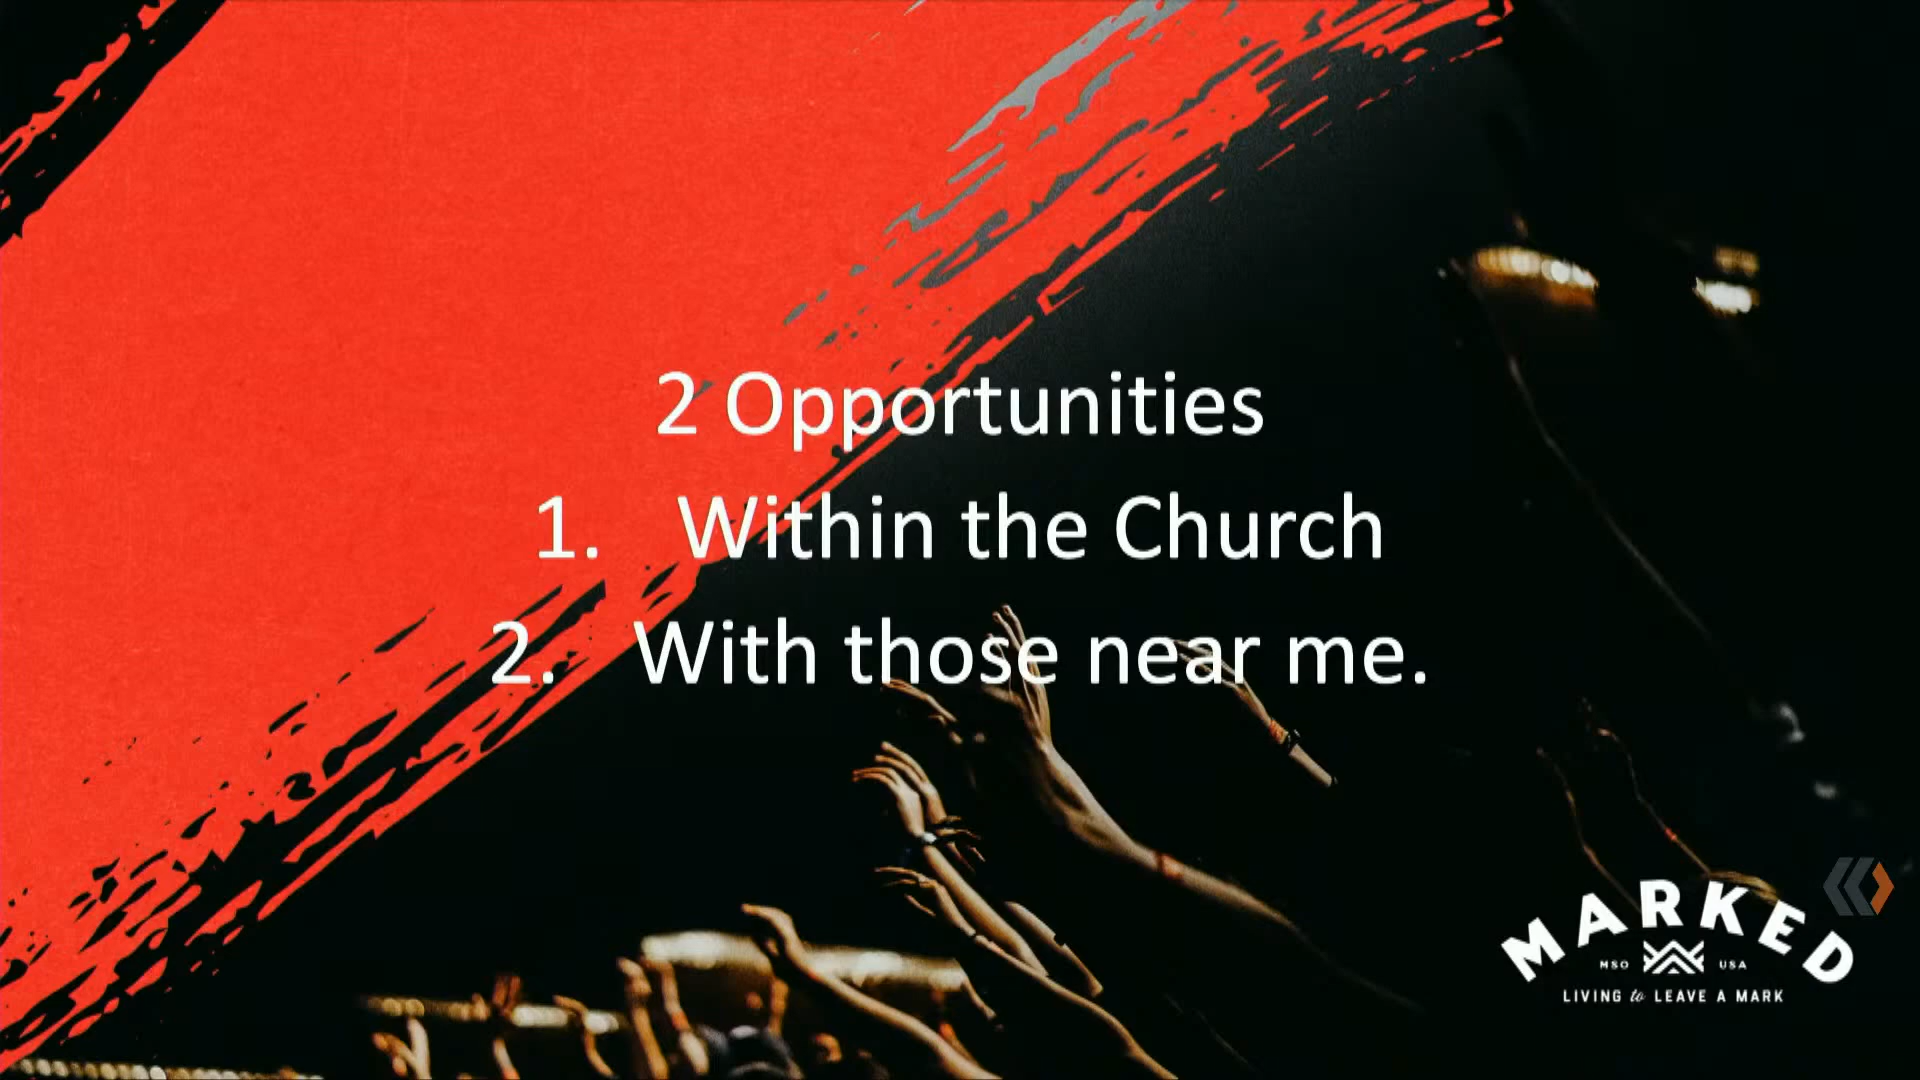 2 Opportunities
1. Within the Church
2. With those near me.
MARKED
MSO USA
LIVING to LEAVE A MARK